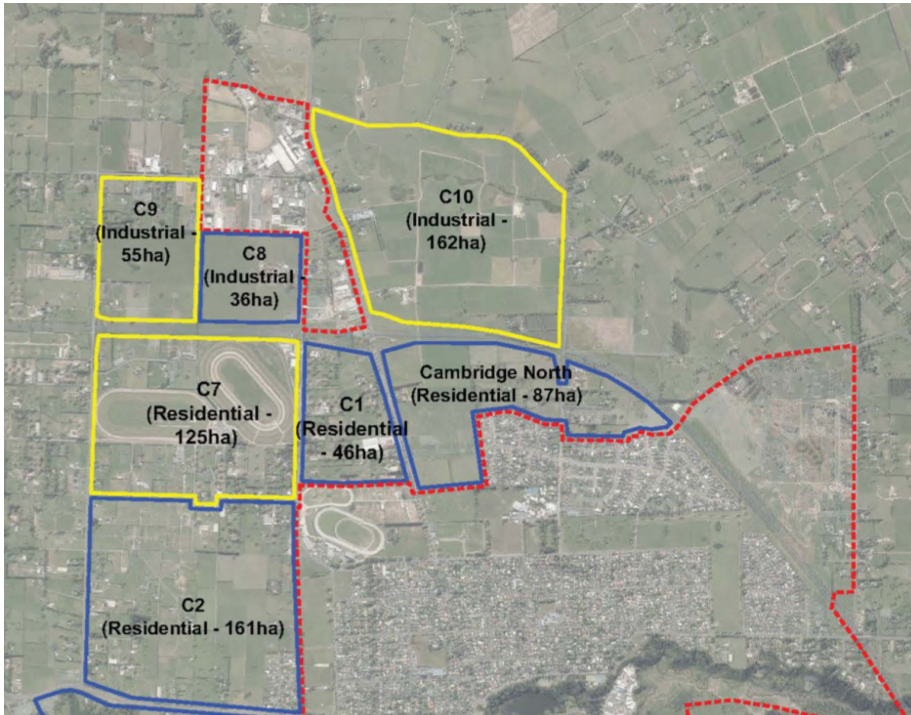 C10
(Industrial -
162ha)
C9
(Industrial -
55ha)
C8
(Industrial -
36ha)
Cambridge North
(Residential - 87ha)
C7
(Residential -
125ha)
C1
(Residential
- 46ha)
C2
(Residential - 161ha)